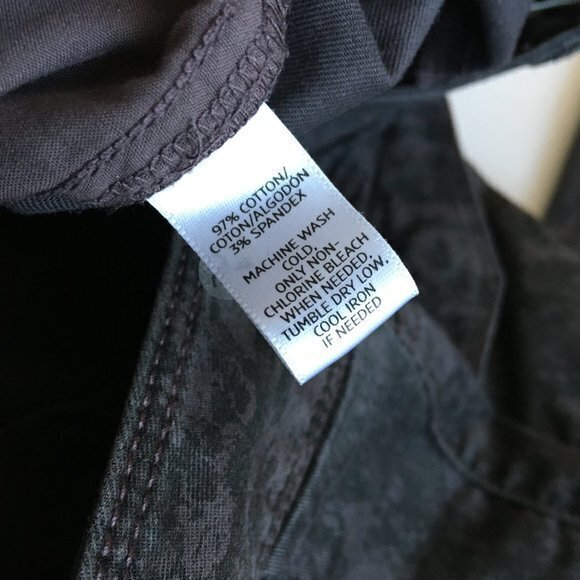 97% COTTON/
COTON/ALGODÓN
3% SPANDEX
MACHINE WASH
COLD,
ONLY NON-
CHLORINE BLEACH
WHEN NEEDED,
TUMBLE DRY LOW,
COOL IRON
IF NEEDED